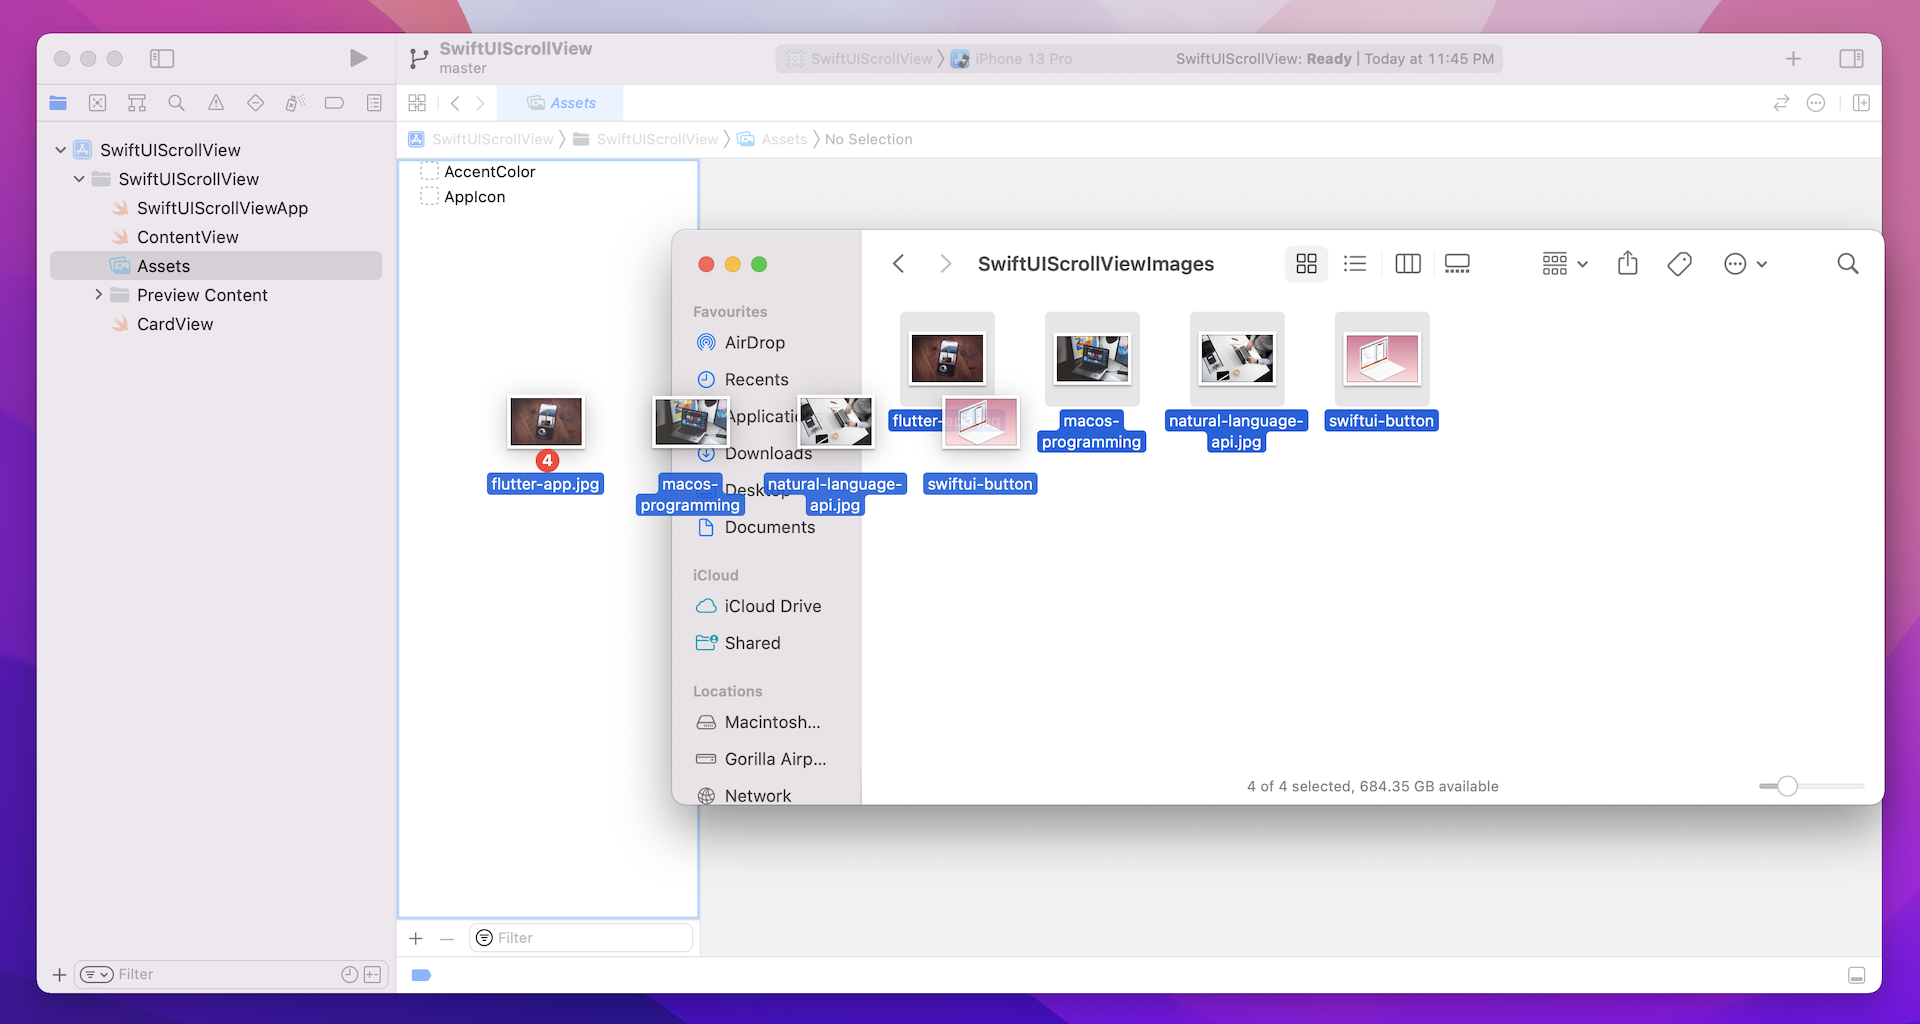 SwiftUIScrollView
master
SwiftUIScrollView
iPhone 13 Pro
SwiftUIScrollView: Ready | Today at 11:45 PM
Assets
SwiftUIScrollView
SwiftUIScrollView
Assets
No Selection
SwiftUIScrollView
SwiftUIScrollView
SwiftUIScrollViewApp
ContentView
Assets
Preview Content
CardView
Filter
AccentColor
AppIcon
Filter
SwiftUIScrollViewImages
Favourites
AirDrop
Recents
Downloads
Documents
iCloud
iCloud Drive
Shared
Locations
Macintosh...
Gorilla Airp...
Network
macos-
programming
natural-language-
api.jpg
swiftui-button
4
flutter-app.jpg
macos-
programming
natural-language-
api.jpg
swiftui-button
4 of 4 selected, 684.35 GB available